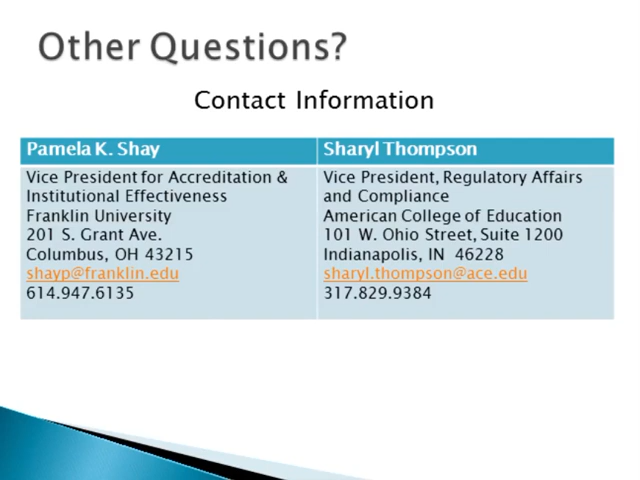 Other Questions?
Contact Information
Pamela K. Shay
Vice President for Accreditation &
Institutional Effectiveness
Franklin University
201 S. Grant Ave.
Columbus, OH 43215
shayp@franklin.edu
614.947.6135
Sharyl Thompson
Vice President, Regulatory Affairs
and Compliance
American College of Education
101 W. Ohio Street, Suite 1200
Indianapolis, IN  46228
sharyl.thompson@ace.edu
317.829.9384